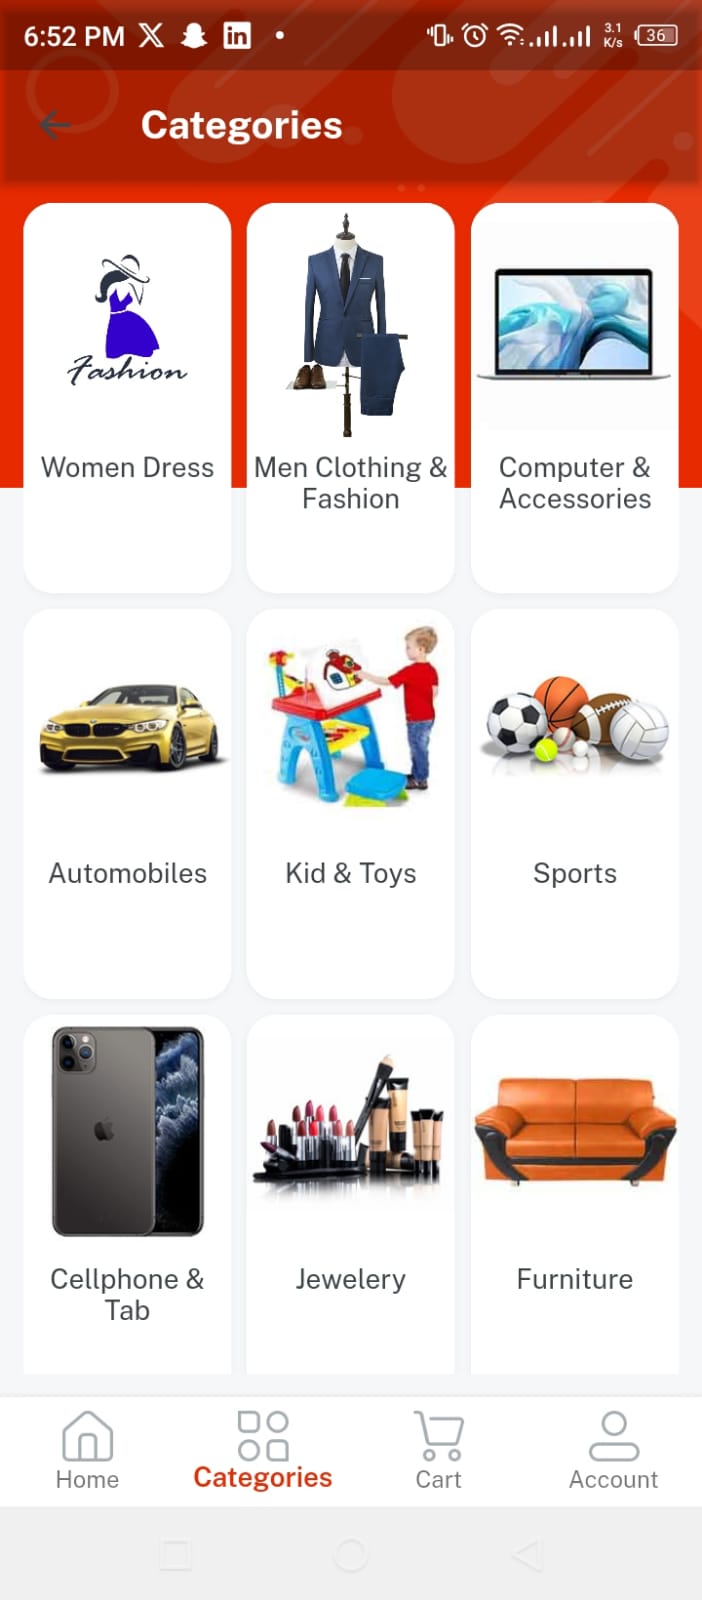 6:52 PM
3.1
K/s
36
Categories
Fashion
Women Dress
Men Clothing &
Fashion
Computer &
Accessories
Automobiles
Kid & Toys
Sports
Cellphone &
Tab
Jewelery
Furniture
Home
Categories
Cart
Account